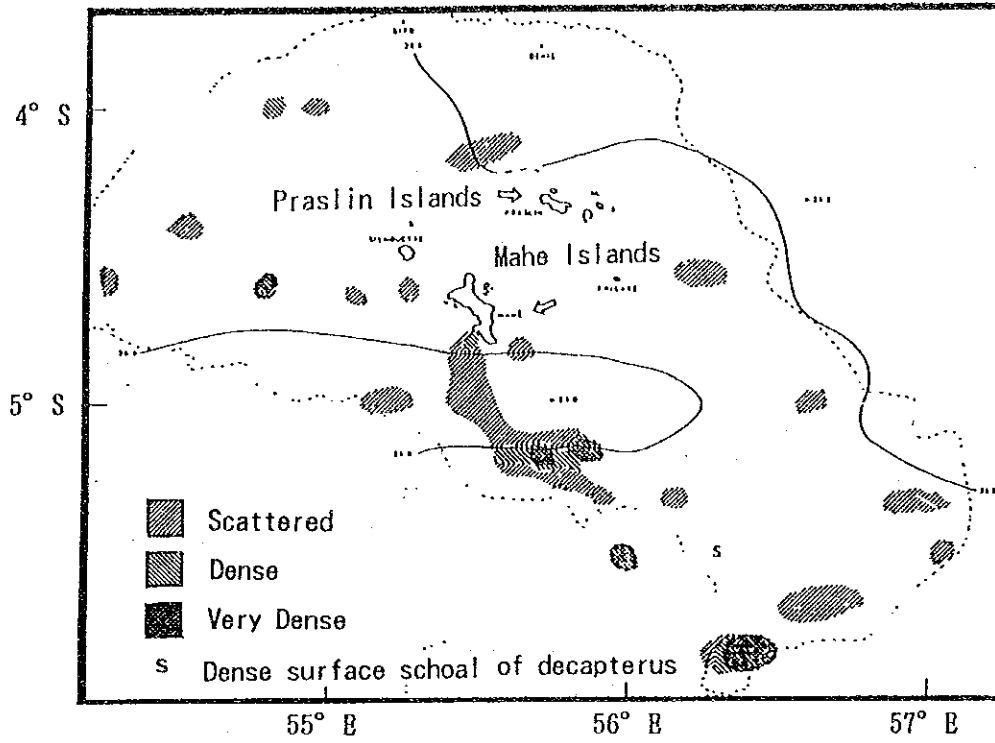 4° S
Praslin Islands
Mahe Islands
5° S
Scattered
Dense
Very Dense
s Dense surface schoal of decapterus
55° E
56° E
57° E